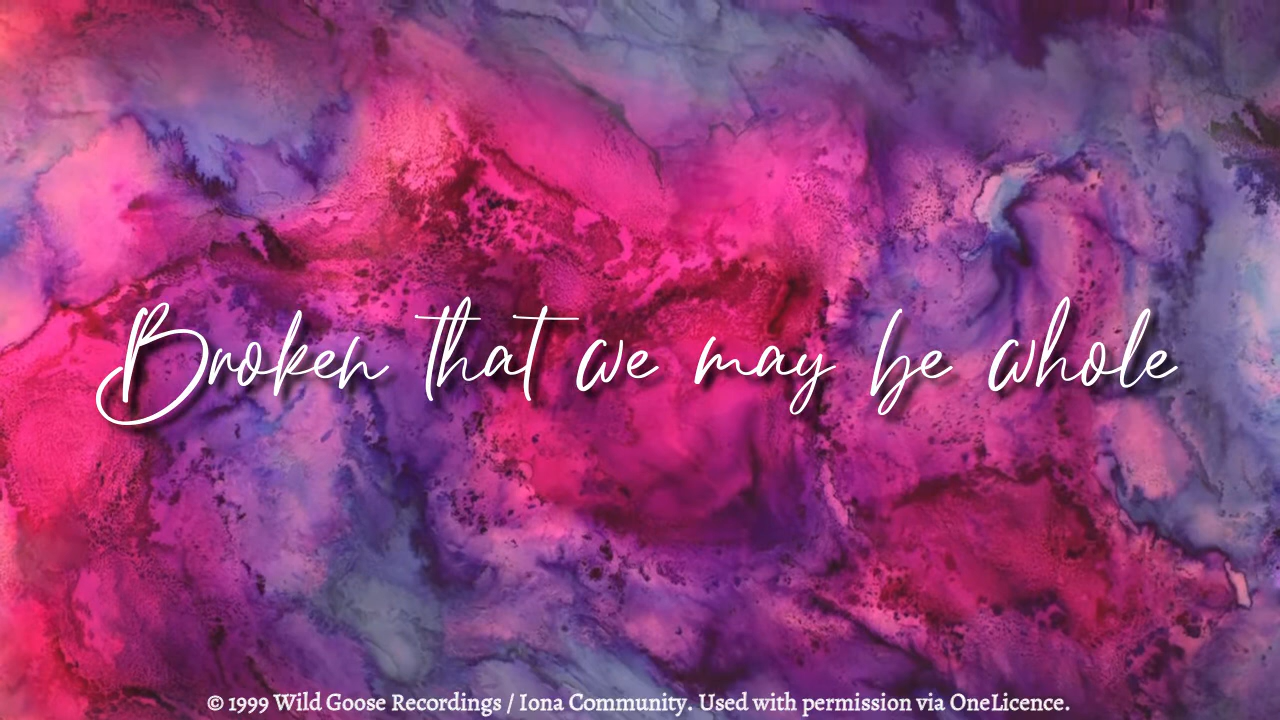 Broken that we may be whole
© 1999 Wild Goose Recordings / Iona Community. Used with permission via OneLicence.